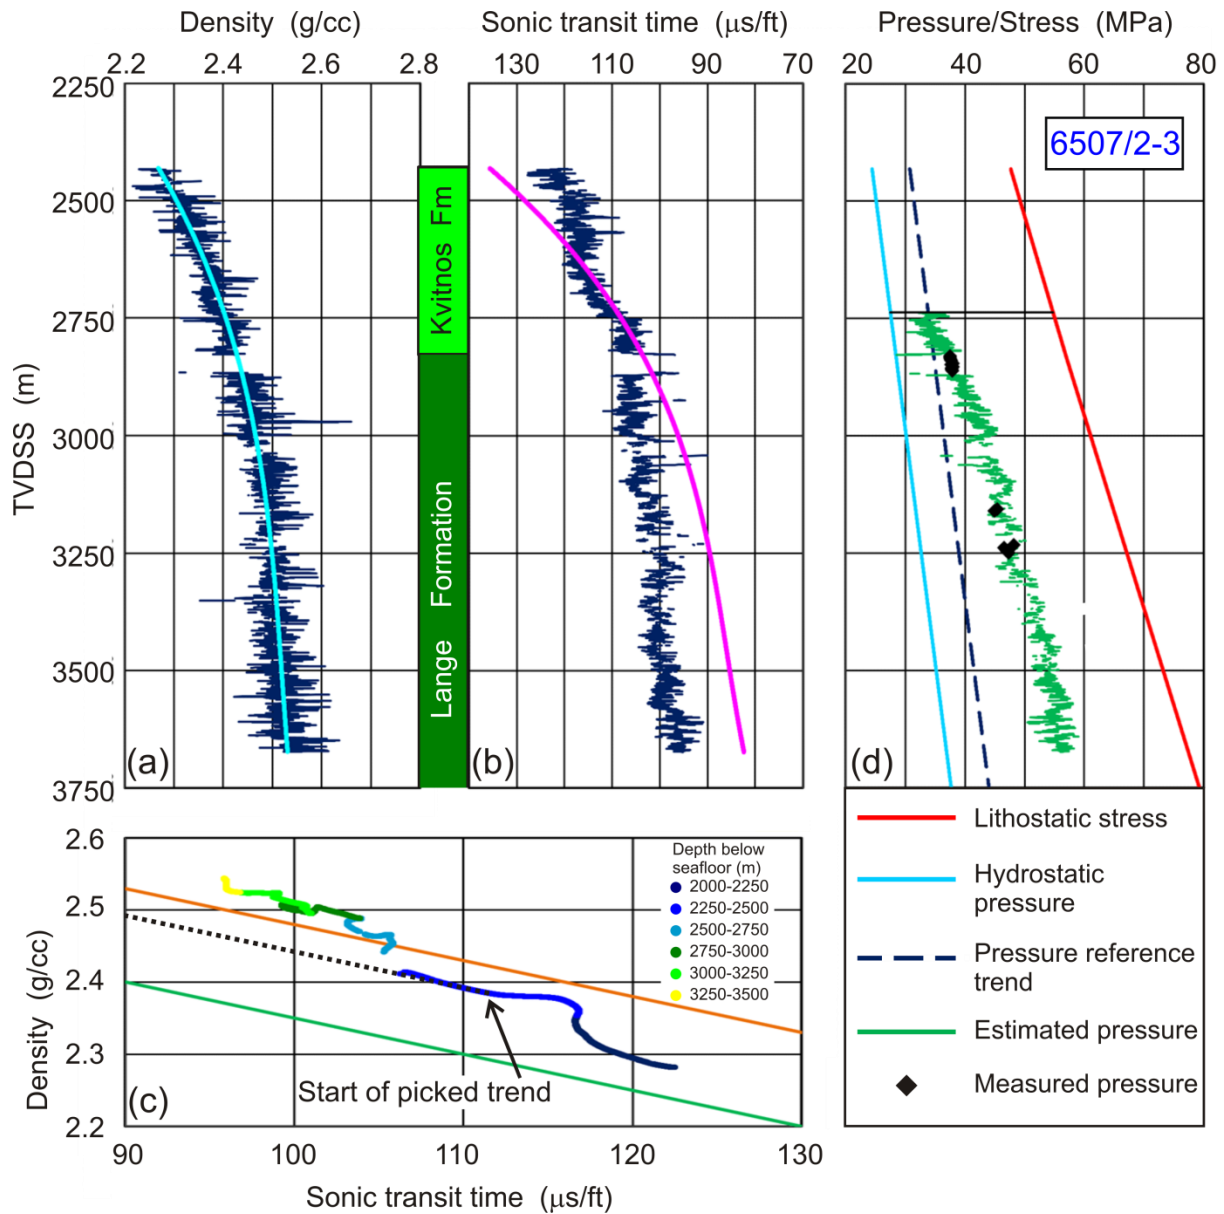 Density (g/cc)
Sonic transit time (μs/ft)
Pressure/Stress (MPa)
2.2 2.4 2.6 2.8 130 110 90 70 20 40 60 80
2250
2500
2750
3000
3250
3500
3750
TVDSS (m)
Kvitnos Fm
Lange Formation
6507/2-3
(a)
(b)
(d)
2.6
2.5
2.4
2.3
2.2
Density (g/cc)
Depth below
seafloor (m)
2000-2250
2250-2500
2500-2750
2750-3000
3000-3250
3250-3500
Start of picked trend
(c)
90 100 110 120 130
Sonic transit time (μs/ft)
Lithostatic stress
Hydrostatic
pressure
Pressure reference
trend
Estimated pressure
Measured pressure